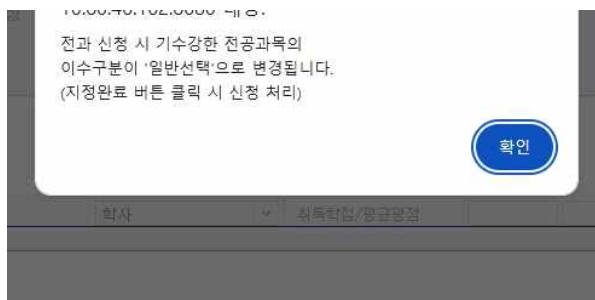 전과 신청 시 기수강한 전공과목의
이수구분이 '일반선택'으로 변경됩니다.
(지정완료 버튼 클릭 시 신청 처리)
확인
학사
취득학점/평균평점